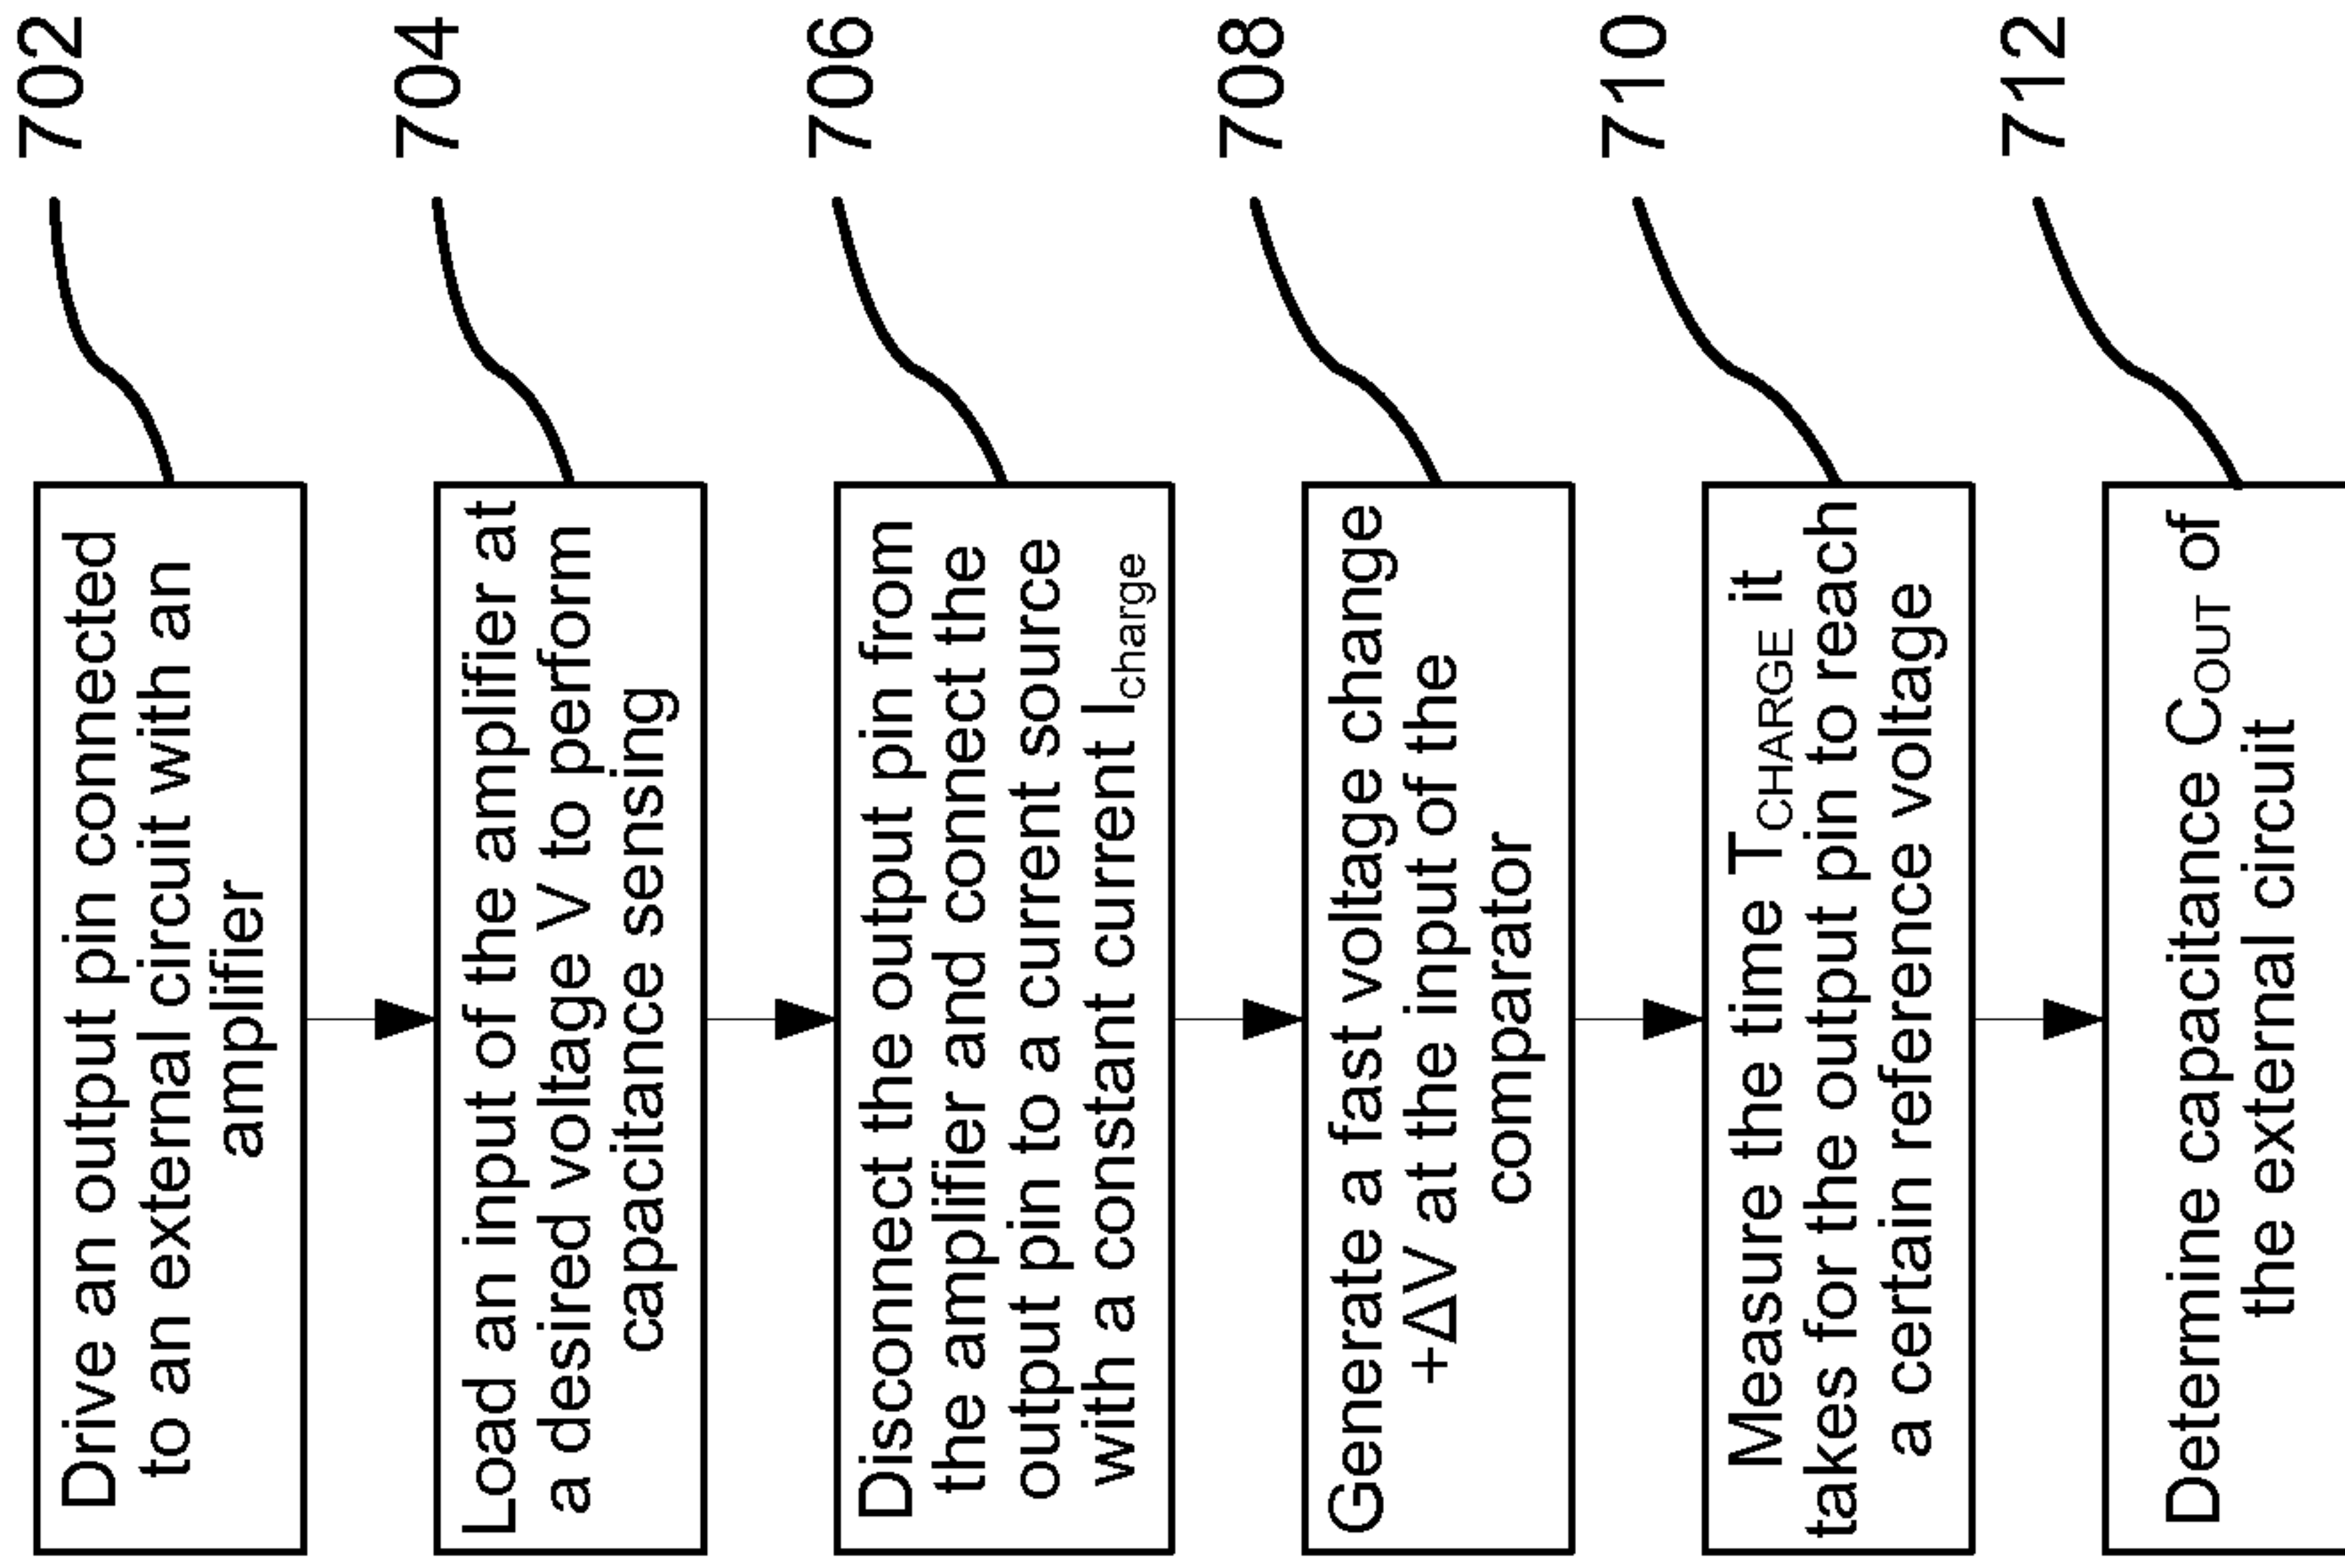 Drive an output pin connected
to an external circuit with an
amplifier
702
Load an input of the amplifier at
a desired voltage V to perform
capacitance sensing
704
Disconnect the output pin from
the amplifier and connect the
output pin to a current source
with a constant current Icharge
706
Generate a fast voltage change
+ΔV at the input of the
comparator
708
Measure the time TCHARGE it
takes for the output pin to reach
a certain reference voltage
710
Determine capacitance COUT of
the external circuit
712